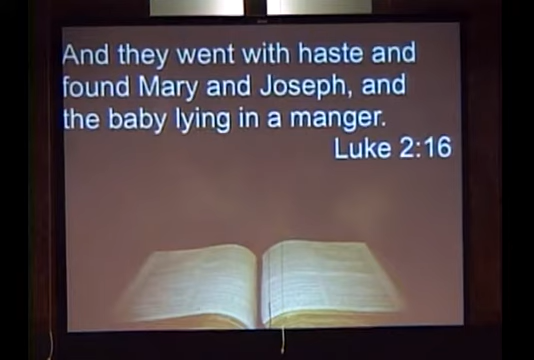 And they went with haste and
found Mary and Joseph, and
the baby lying in a manger.
Luke 2:16